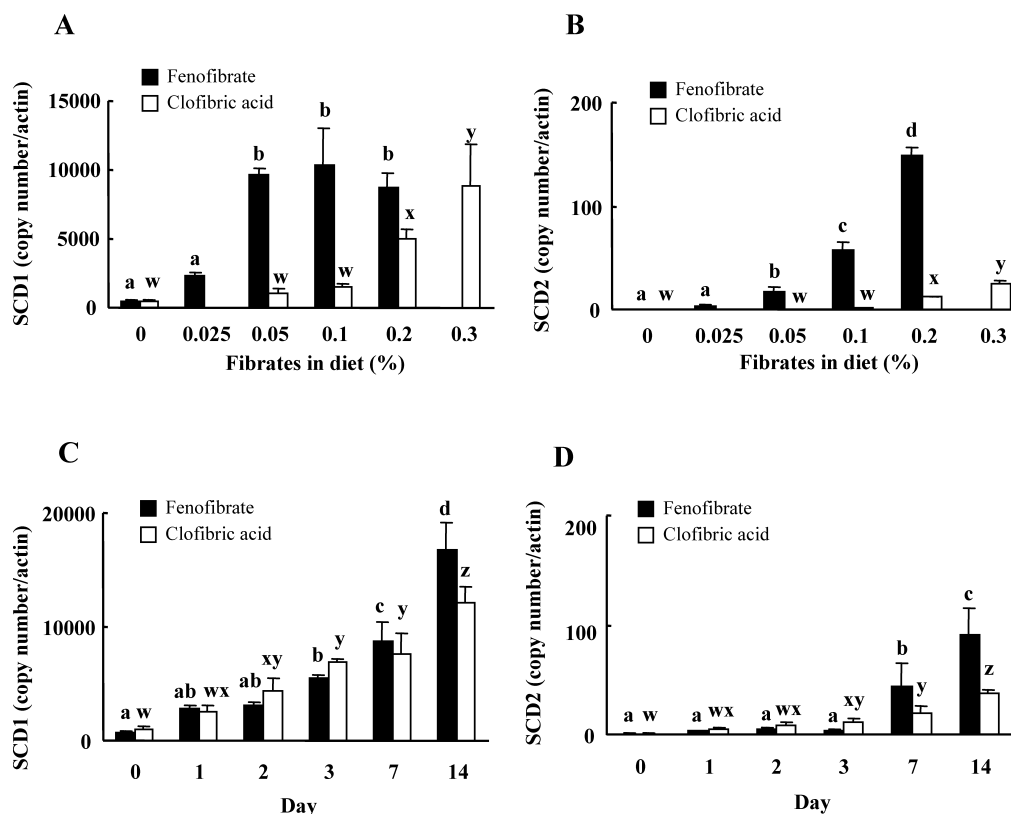 A
Fenofibrate
Clofibric acid
SCD1 (copy number/actin)
15000
10000
5000
0
a w a b w b w b x y
0 0.025 0.05 0.1 0.2 0.3
Fibrates in diet (%)
B
Fenofibrate
Clofibric acid
SCD2 (copy number/actin)
200
100
0
a w a b w c w d x y
0 0.025 0.05 0.1 0.2 0.3
Fibrates in diet (%)
C
Fenofibrate
Clofibric acid
SCD1 (copy number/actin)
20000
10000
0
a w ab wx ab xy b y c y d z
0 1 2 3 7 14
Day
D
Fenofibrate
Clofibric acid
SCD2 (copy number/actin)
200
100
0
a w a wx a wx a xy b y c z
0 1 2 3 7 14
Day